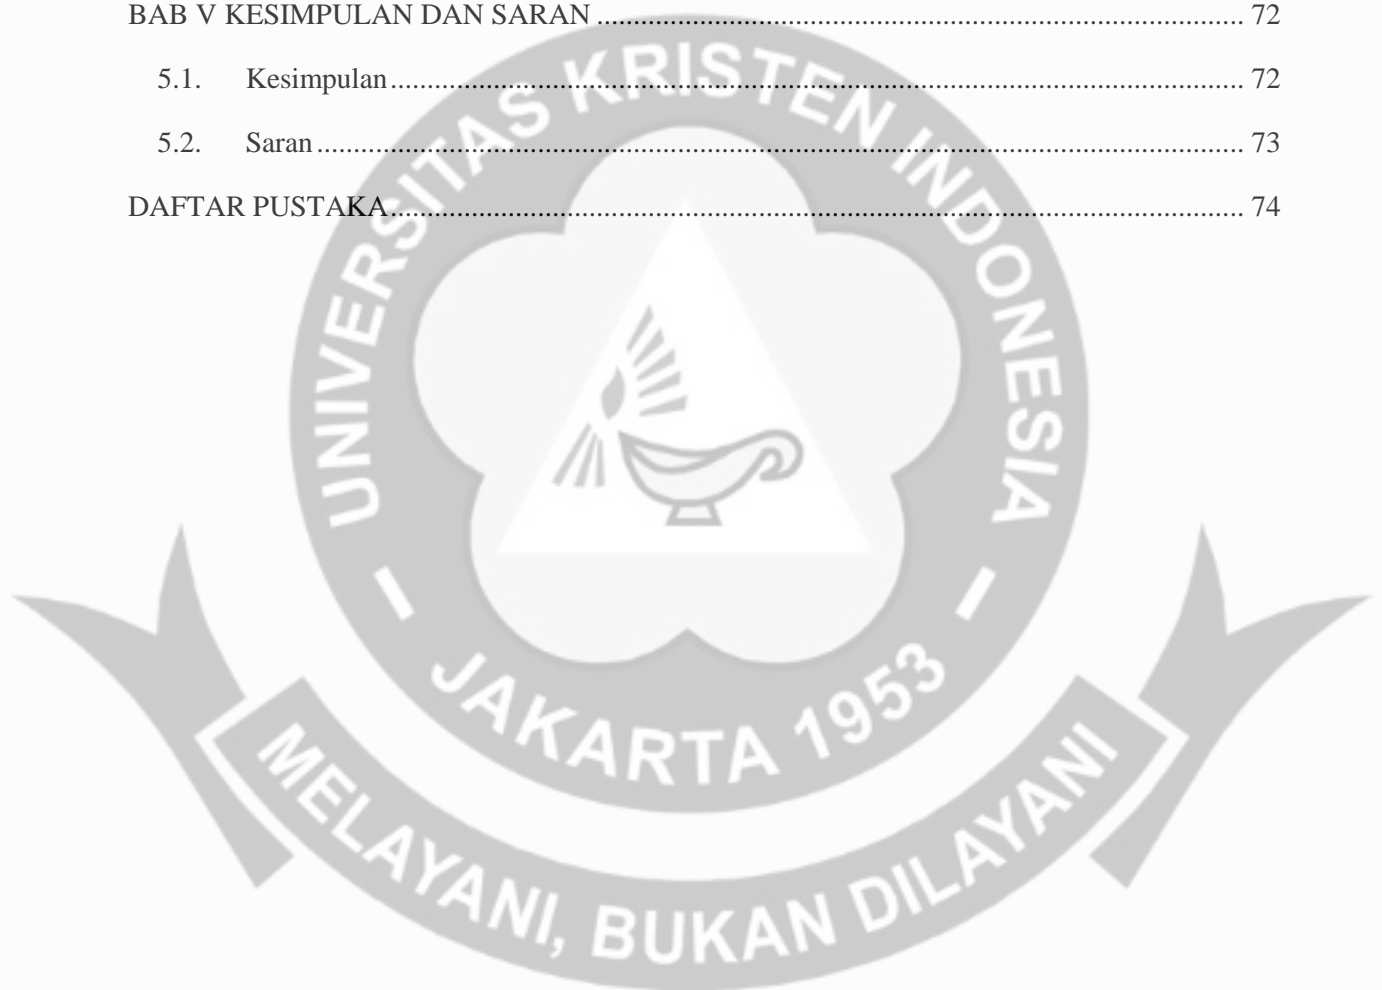 BAB V KESIMPULAN DAN SARAN ........................................................................................ 72
5.1. Kesimpulan .................................................................................................................... 72
5.2. Saran .............................................................................................................................. 73
DAFTAR PUSTAKA .................................................................................................................... 74
UNIVERSITAS KRISTEN INDONESIA
JAKARTA 1953
MELAYANI, BUKAN DILAYANI